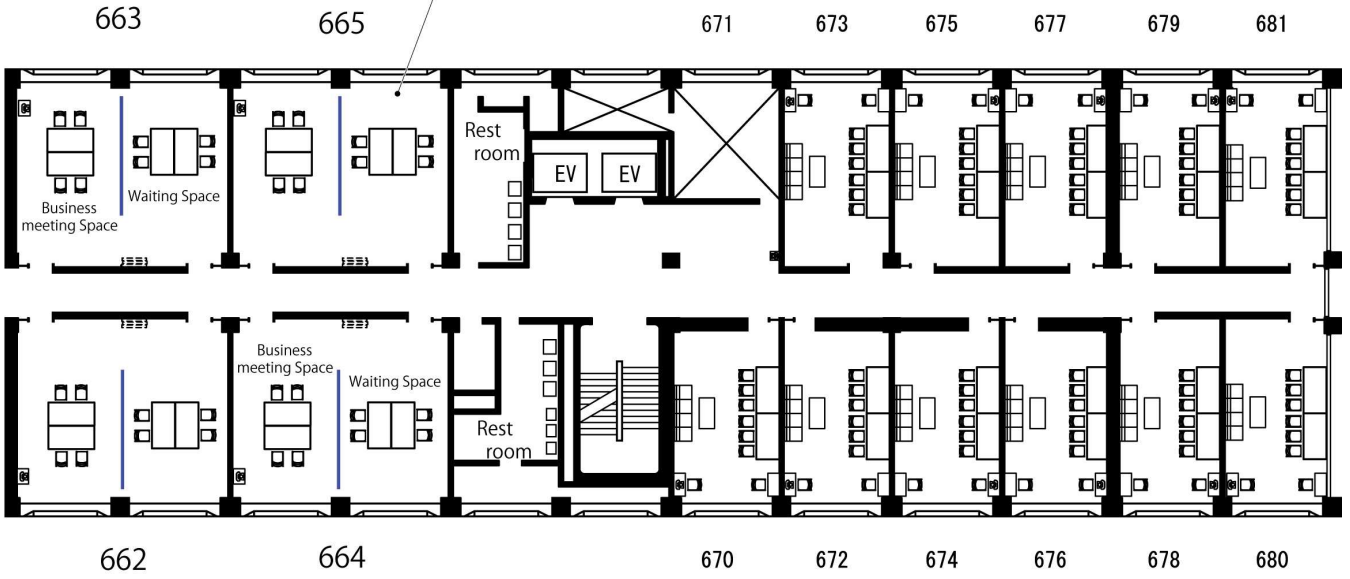 663
665
671
673
675
677
679
681
Rest
room
EV
EV
Business
meeting Space
Waiting Space
Business
meeting Space
Waiting Space
Rest
room
662
664
670
672
674
676
678
680